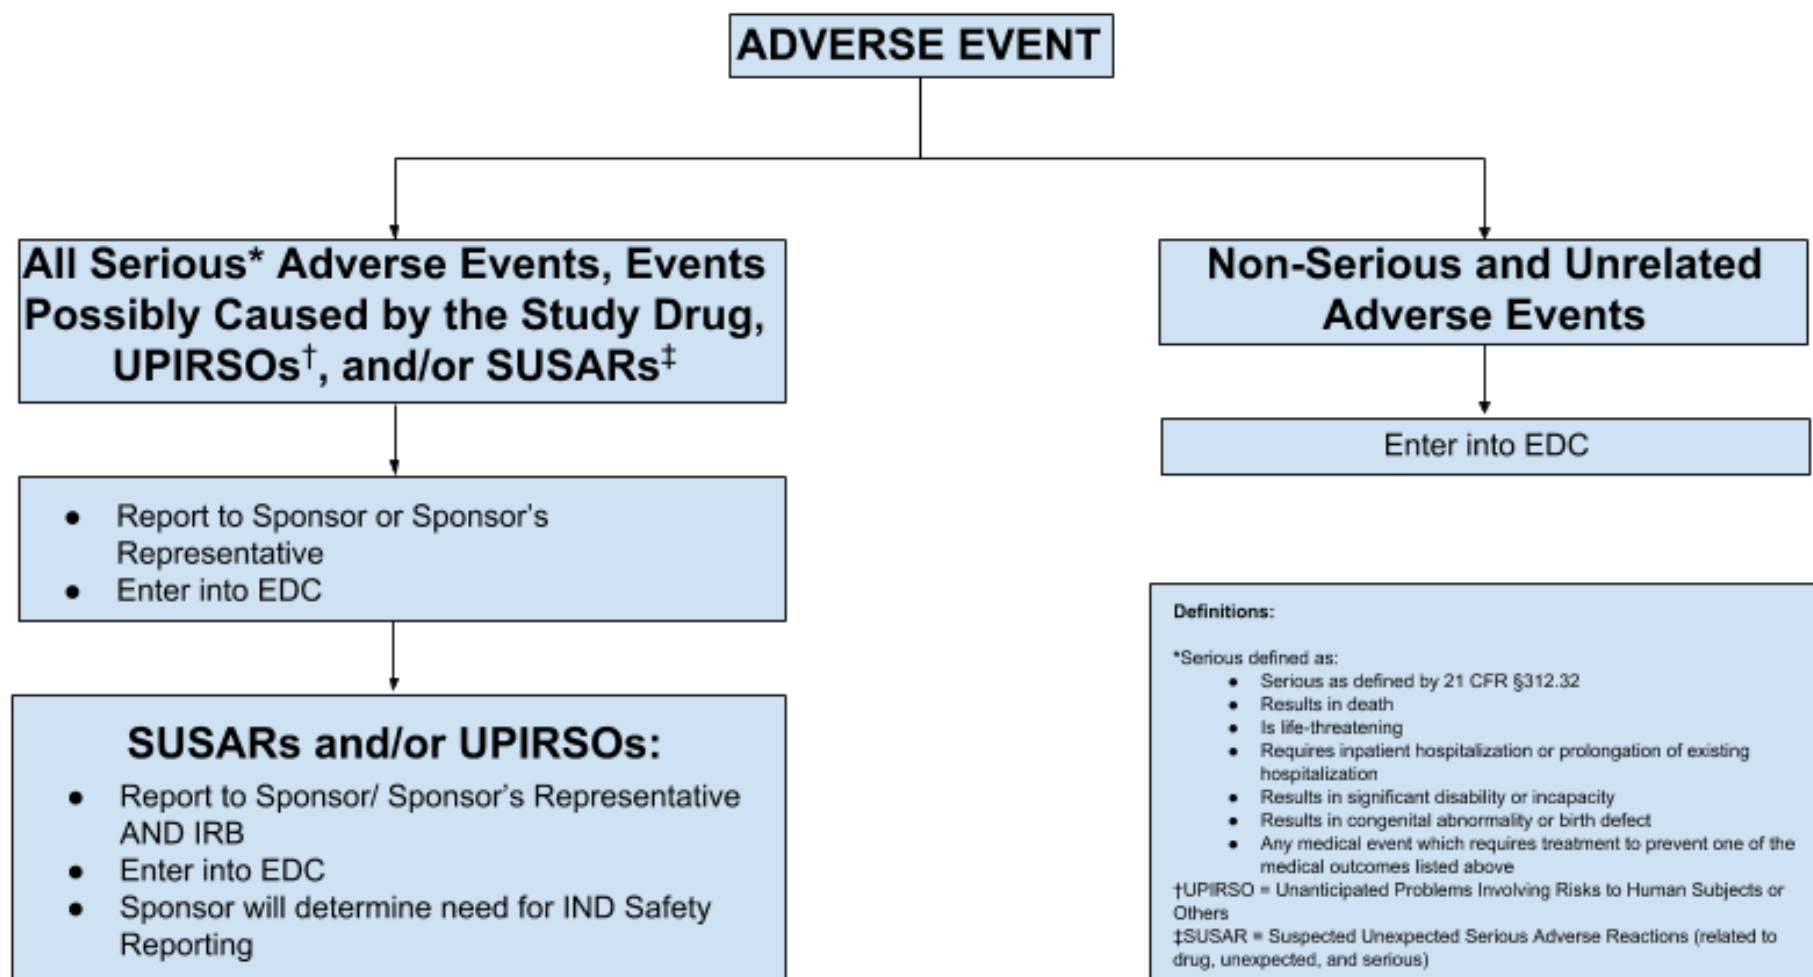 ADVERSE EVENT
All Serious* Adverse Events, Events
Possibly Caused by the Study Drug,
UPIRSOs†, and/or SUSARs‡
● Report to Sponsor or Sponsor's
Representative
● Enter into EDC
SUSARs and/or UPIRSOs:
● Report to Sponsor/ Sponsor's Representative
AND IRB
● Enter into EDC
● Sponsor will determine need for IND Safety
Reporting
Non-Serious and Unrelated
Adverse Events
Enter into EDC
Definitions:
*Serious defined as:
● Serious as defined by 21 CFR §312.32
● Results in death
● Is life-threatening
● Requires inpatient hospitalization or prolongation of existing
hospitalization
● Results in significant disability or incapacity
● Results in congenital abnormality or birth defect
● Any medical event which requires treatment to prevent one of the
medical outcomes listed above
†UPIRSO = Unanticipated Problems Involving Risks to Human Subjects or
Others
‡SUSAR = Suspected Unexpected Serious Adverse Reactions (related to
drug, unexpected, and serious)